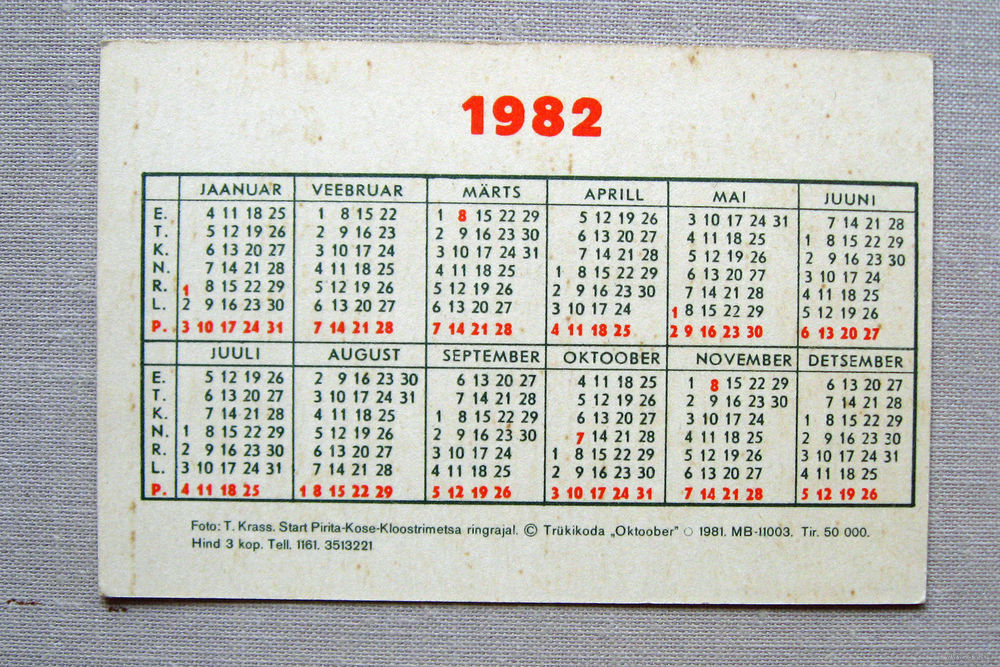 1982
JAANUAR VEEBRUAR MÄRTS APRILL MAI JUUNI
E. 4 11 18 25 1 8 15 22 1 8 15 22 29 5 12 19 26 3 10 17 24 31 7 14 21 28
T. 5 12 19 26 2 9 16 23 2 9 16 23 30 6 13 20 27 4 11 18 25 1 8 15 22 29
K. 6 13 20 27 3 10 17 24 3 10 17 24 31 7 14 21 28 5 12 19 26 2 9 16 23 30
N. 7 14 21 28 4 11 18 25 4 11 18 25 1 8 15 22 29 6 13 20 27 3 10 17 24
R. 1 8 15 22 29 5 12 19 26 5 12 19 26 2 9 16 23 30 7 14 21 28 4 11 18 25
L. 2 9 16 23 30 6 13 20 27 6 13 20 27 3 10 17 24 1 8 15 22 29 5 12 19 26
P. 3 10 17 24 31 7 14 21 28 7 14 21 28 4 11 18 25 2 9 16 23 30 6 13 20 27
JUULI AUGUST SEPTEMBER OKTOOBER NOVEMBER DETSEMBER
E. 5 12 19 26 2 9 16 23 30 6 13 20 27 4 11 18 25 1 8 15 22 29 6 13 20 27
T. 6 13 20 27 3 10 17 24 31 7 14 21 28 5 12 19 26 2 9 16 23 30 7 14 21 28
K. 7 14 21 28 4 11 18 25 1 8 15 22 29 6 13 20 27 3 10 17 24 1 8 15 22 29
N. 1 8 15 22 29 5 12 19 26 2 9 16 23 30 7 14 21 28 4 11 18 25 2 9 16 23 30
R. 2 9 16 23 30 6 13 20 27 3 10 17 24 1 8 15 22 29 5 12 19 26 3 10 17 24 31
L. 3 10 17 24 31 7 14 21 28 4 11 18 25 2 9 16 23 30 6 13 20 27 4 11 18 25
P. 4 11 18 25 1 8 15 22 29 5 12 19 26 3 10 17 24 31 7 14 21 28 5 12 19 26
Foto: T. Krass. Start Pirita-Kose-Kloostrimetsa ringrajal. © Trükikoda „Oktoober" ○ 1981. MB-11003. Tir. 50 000.
Hind 3 kop. Tell. 1161. 3513221